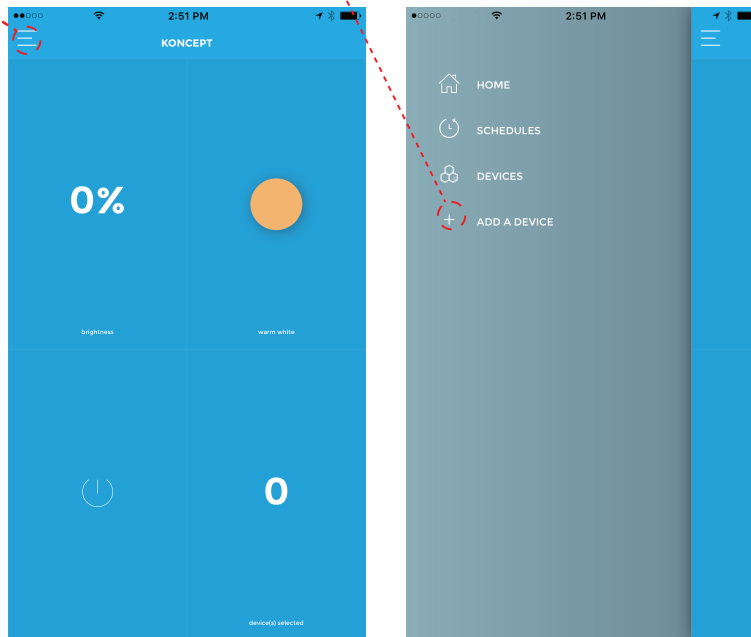 2:51 PM
KONCEPT
0%
brightness
warm white
0
device(s) selected
2:51 PM
HOME
SCHEDULES
DEVICES
ADD A DEVICE